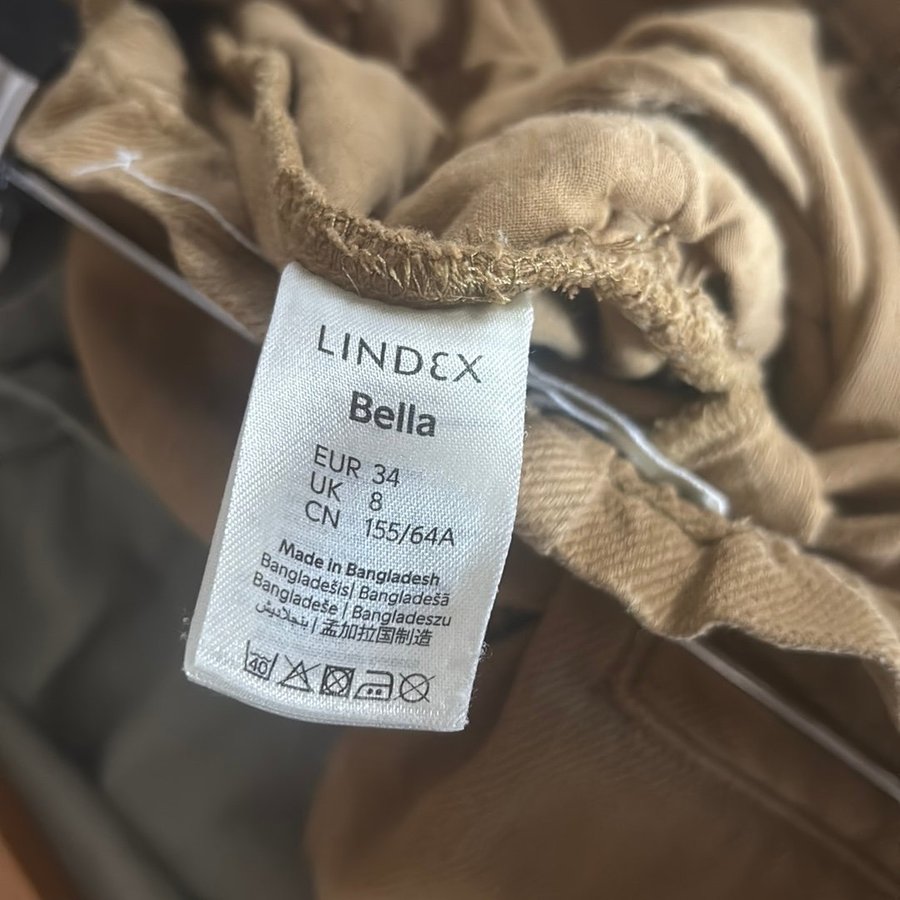 LINDEX
Bella
EUR 34
UK 8
CN 155/64A
Made in Bangladesh
Bangladešis| Bangladešā
Bangladeše | Bangladeszu
بنجلاديش | 孟加拉国制造
40